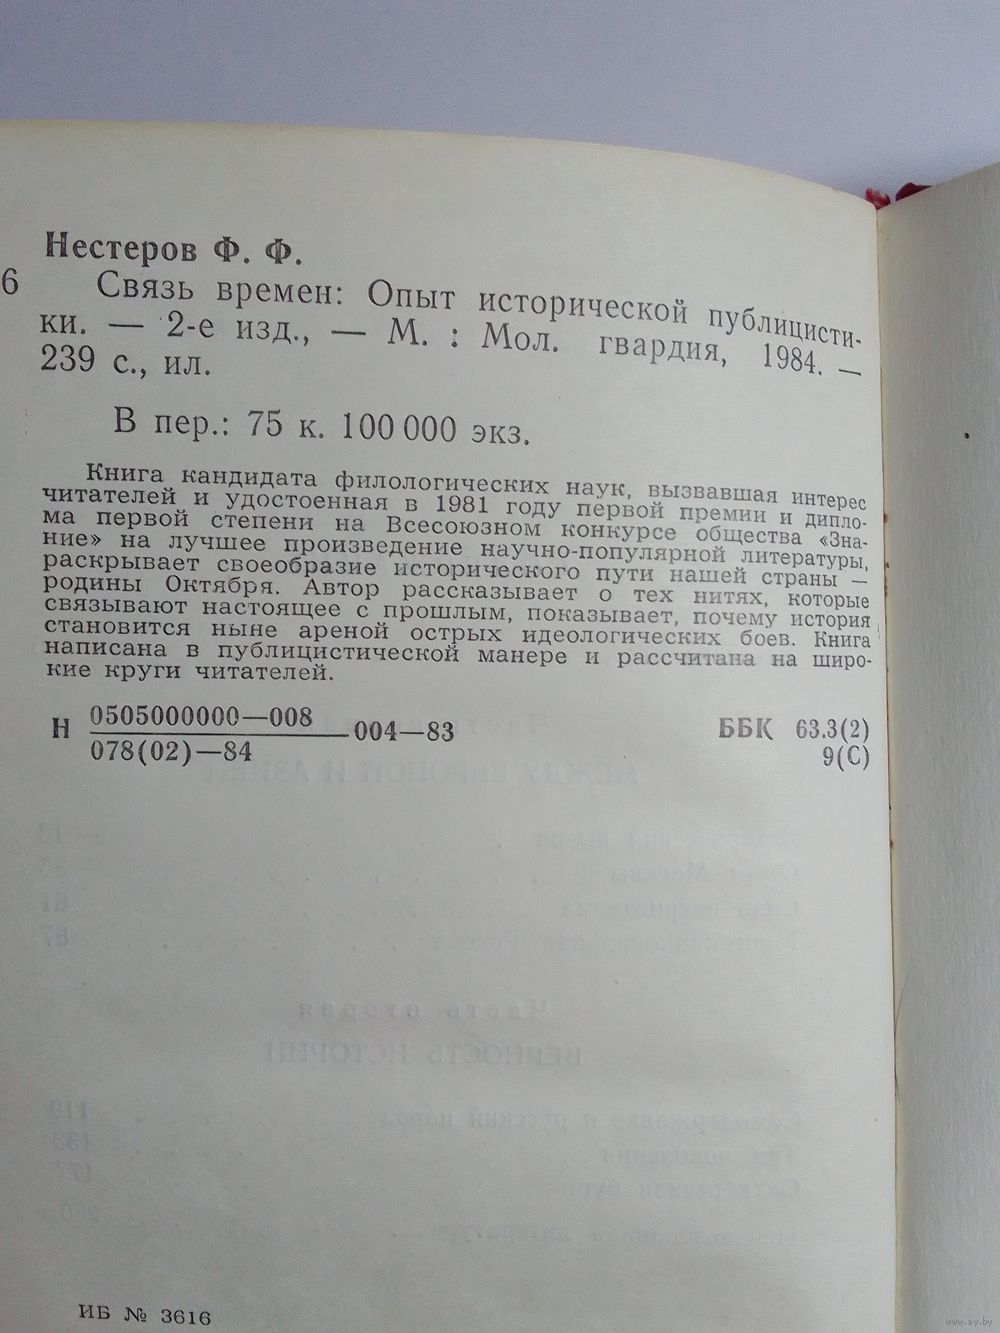 Нестеров Ф. Ф.
6 Связь времен: Опыт исторической публицисти-
ки. — 2-е изд., — М. : Мол. гвардия, 1984. —
239 с., ил.
В пер.: 75 к. 100 000 экз.
Книга кандидата филологических наук, вызвавшая интерес
читателей и удостоенная в 1981 году первой премии и дипло-
ма первой степени на Всесоюзном конкурсе общества «Зна-
ние» на лучшее произведение научно-популярной литературы,
раскрывает своеобразие исторического пути нашей страны —
родины Октября. Автор рассказывает о тех нитях, которые
связывают настоящее с прошлым, показывает, почему история
становится ныне ареной острых идеологических боев. Книга
написана в публицистической манере и рассчитана на широ-
кие круги читателей.
0505000000—008
Н 004—83 ББК 63.3(2)
078(02)—84 9(С)
ИБ № 3616
www.ay.by